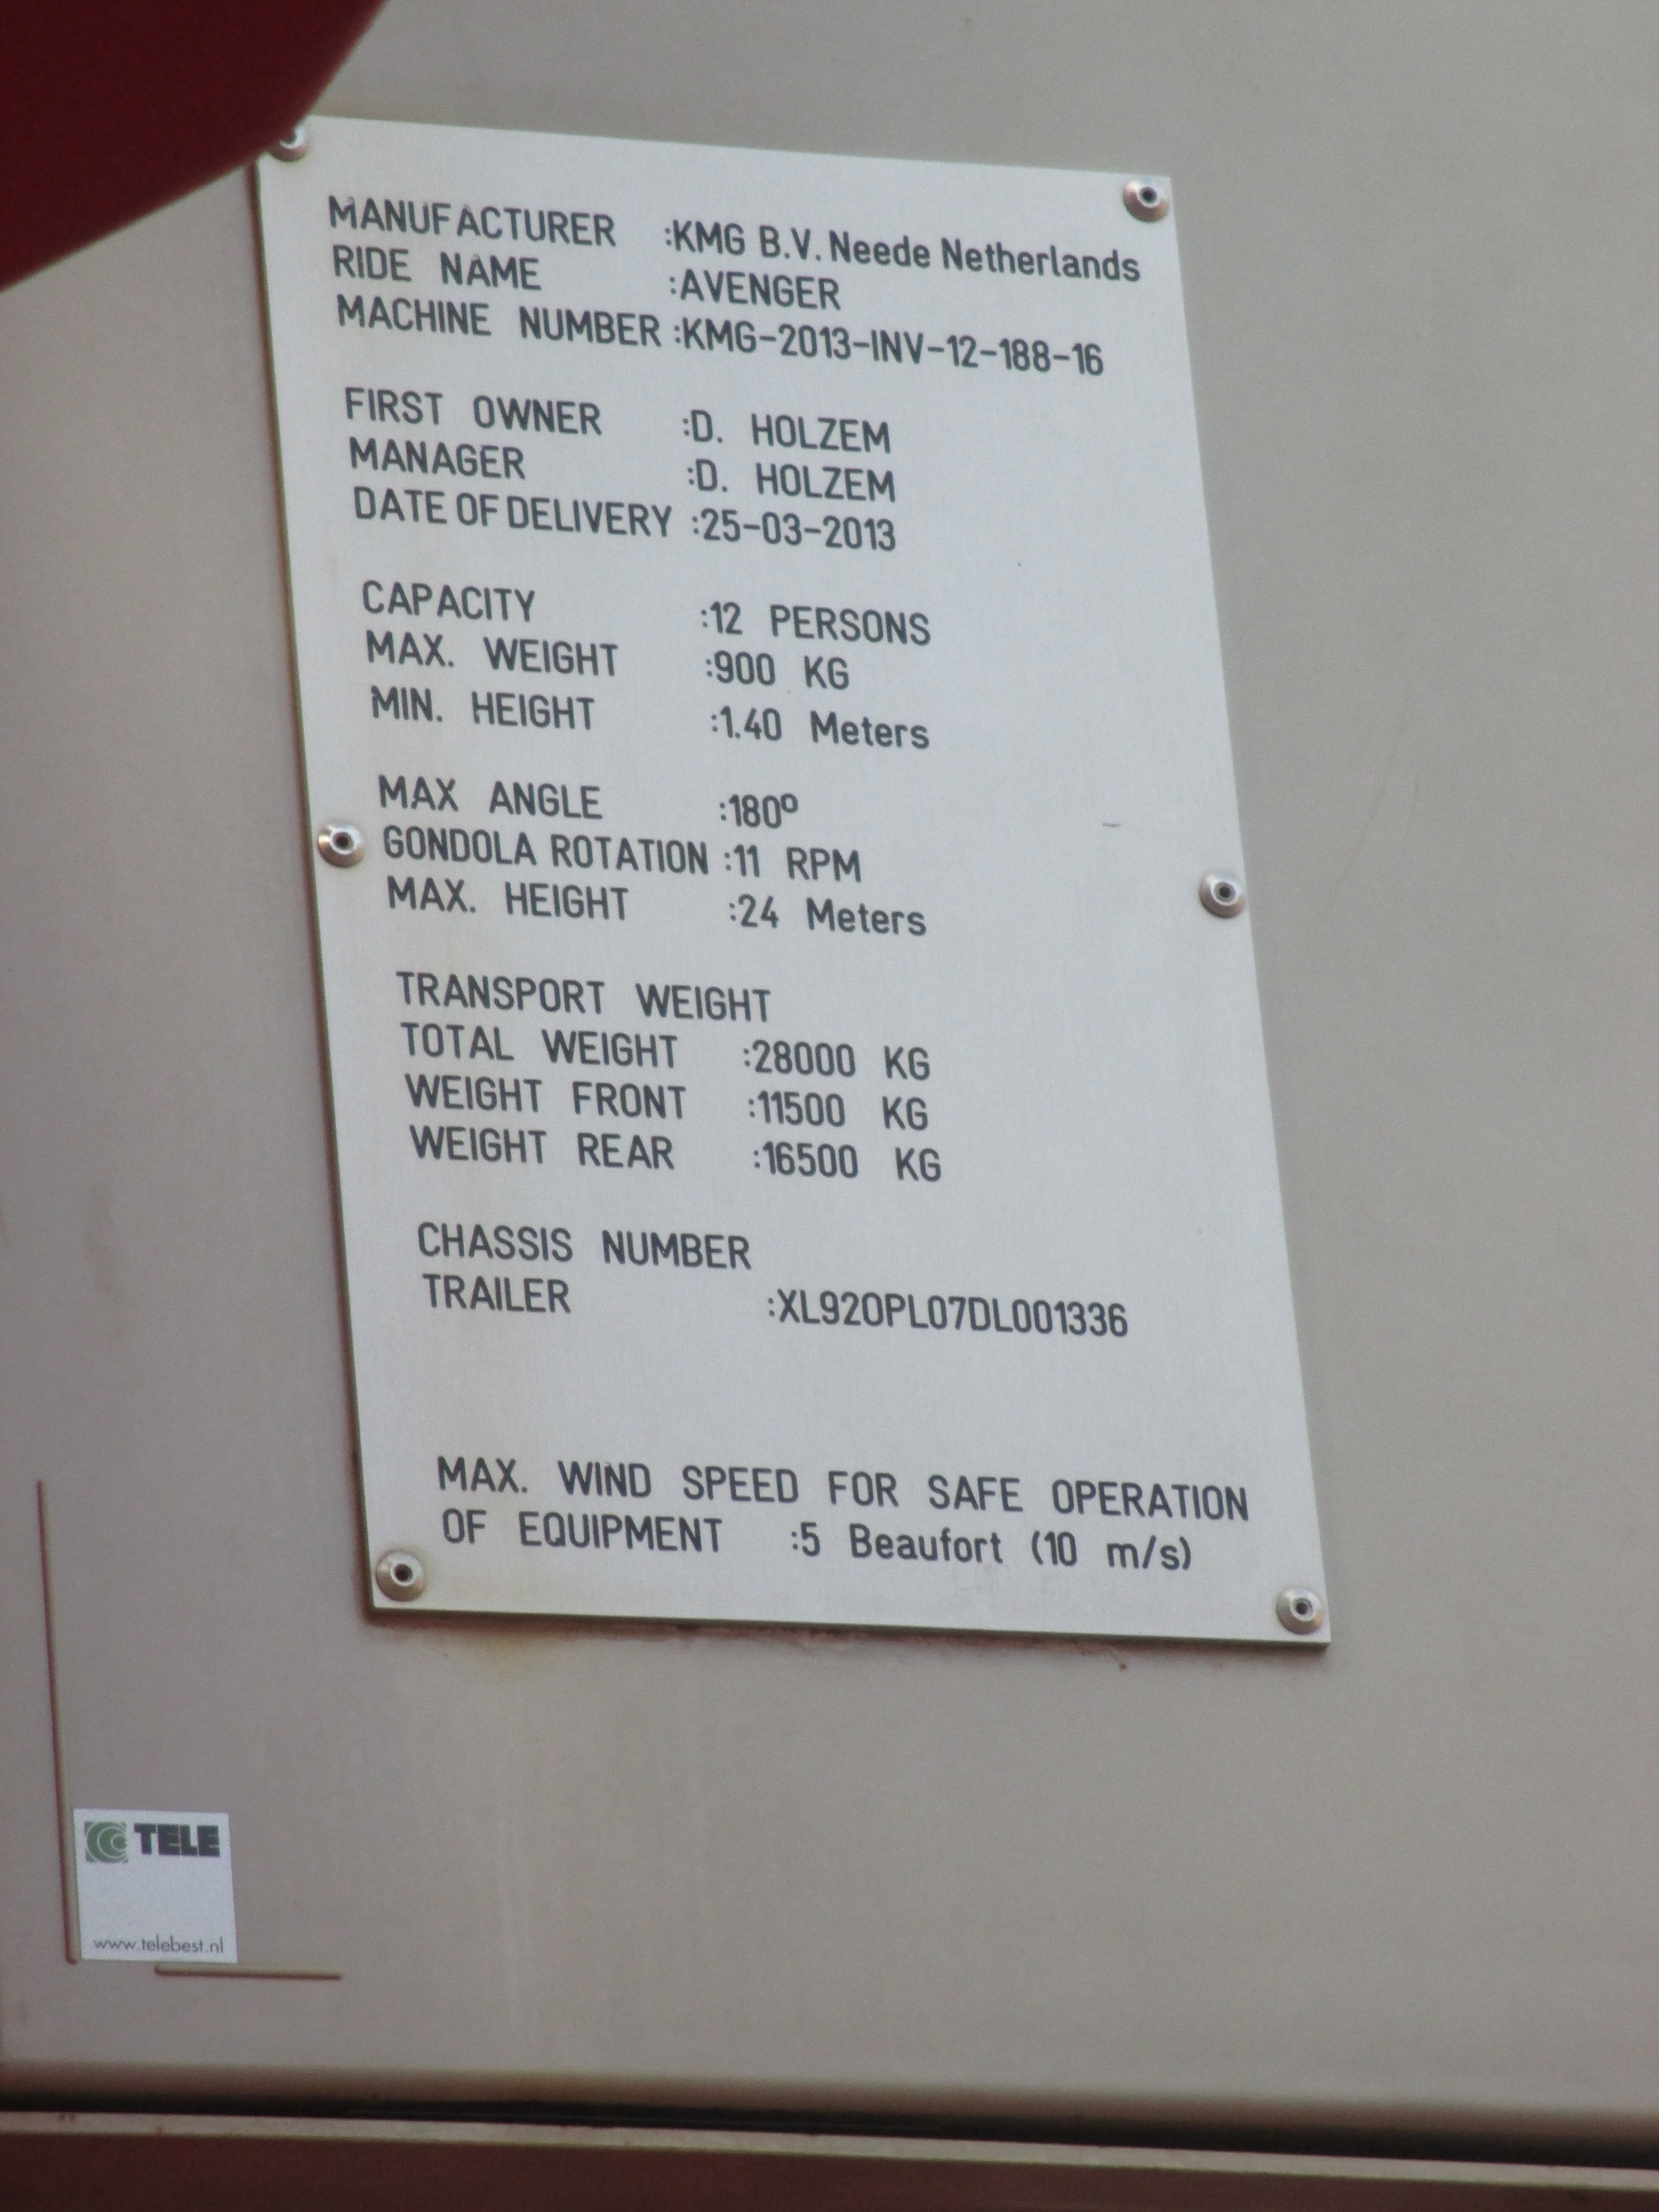 MANUFACTURER :KMG B.V. Neede Netherlands
RIDE NAME :AVENGER
MACHINE NUMBER :KMG-2013-INV-12-188-16
FIRST OWNER :D. HOLZEM
MANAGER :D. HOLZEM
DATE OF DELIVERY :25-03-2013
CAPACITY :12 PERSONS
MAX. WEIGHT :900 KG
MIN. HEIGHT :1.40 Meters
MAX ANGLE :180º
GONDOLA ROTATION :11 RPM
MAX. HEIGHT :24 Meters
TRANSPORT WEIGHT
TOTAL WEIGHT :28000 KG
WEIGHT FRONT :11500 KG
WEIGHT REAR :16500 KG
CHASSIS NUMBER
TRAILER :XL920PL07DL001336
MAX. WIND SPEED FOR SAFE OPERATION
OF EQUIPMENT :5 Beaufort (10 m/s)
TELE
www.telebest.nl